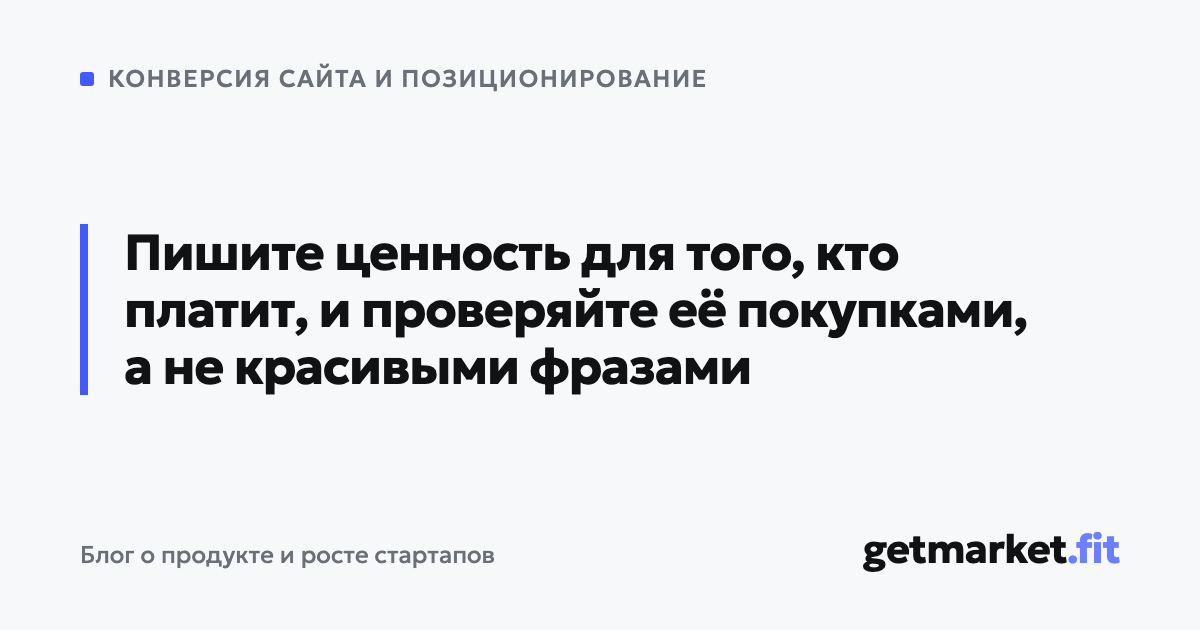 КОНВЕРСИЯ САЙТА И ПОЗИЦИОНИРОВАНИЕ
Пишите ценность для того, кто
платит, и проверяйте её покупками,
а не красивыми фразами
Блог о продукте и росте стартапов
getmarket.fit